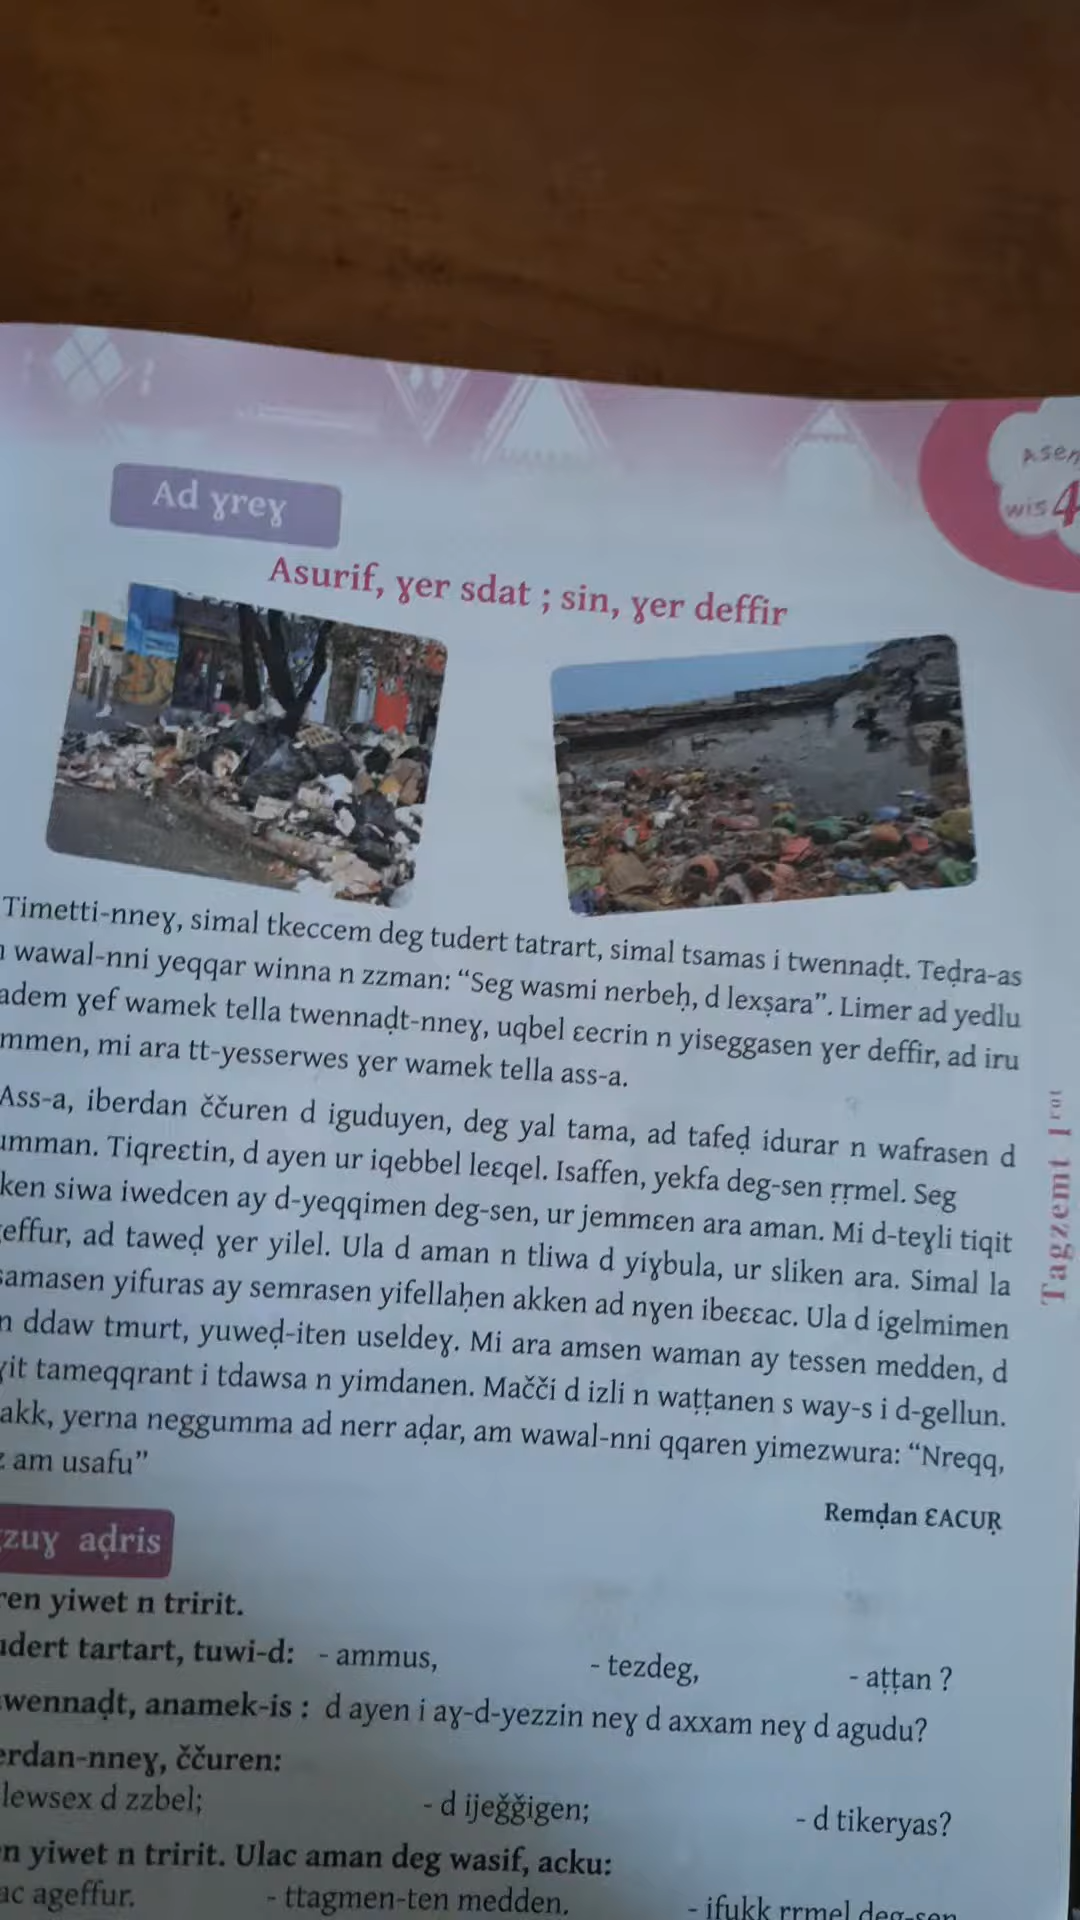 Asen
wis 4
Ad ɣreɣ
Asurif, ɣer sdat ; sin, ɣer deffir
Timetti-nneɣ, simal tkeccem deg tudert tatrart, simal tsamas i twennaḍt. Teḍra-as
wawal-nni yeqqar winna n zzman: “Seg wasmi nerbeḥ, d lexṣara”. Limer ad yedlu
adem ɣef wamek tella twennaḍt-nneɣ, uqbel ɛecrin n yiseggasen ɣer deffir, ad iru
mmen, mi ara tt-yesserwes ɣer wamek tella ass-a.
Ass-a, iberdan ččuren d iguduyen, deg yal tama, ad tafeḍ idurar n wafrasen d
umman. Tiqreɛtin, d ayen ur iqebbel leɛqel. Isaffen, yekfa deg-sen ṛṛmel. Seg
ken siwa iwedcen ay d-yeqqimen deg-sen, ur jemmɛen ara aman. Mi d-teɣli tiqit
effur, ad taweḍ ɣer yilel. Ula d aman n tliwa d yiɣbula, ur sliken ara. Simal la
samasen yifuras ay semrasen yifellaḥen akken ad nɣen ibeɛɛac. Ula d igelmimen
n ddaw tmurt, yuweḍ-iten useldeɣ. Mi ara amsen waman ay tessen medden, d
ɣit tameqqrant i tdawsa n yimdanen. Mačči d izli n waṭṭanen s way-s i d-gellun.
akk, yerna neggumma ad nerr aḍar, am wawal-nni qqaren yimezwura: “Nreqq,
z am usafu”
Remḍan ƐACUṚ
Tagzemt 1
zuɣ aḍris
ren yiwet n tririt.
udert tartart, tuwi-d: - ammus, - tezdeg, - aṭṭan ?
wennaḍt, anamek-is : d ayen i aɣ-d-yezzin neɣ d axxam neɣ d agudu?
erdan-nneɣ, ččuren:
lewsex d zzbel; - d ijeǧǧigen; - d tikeryas?
n yiwet n tririt. Ulac aman deg wasif, acku:
ac ageffur. - ttagmen-ten medden. - ifukk rrmel deg-sen